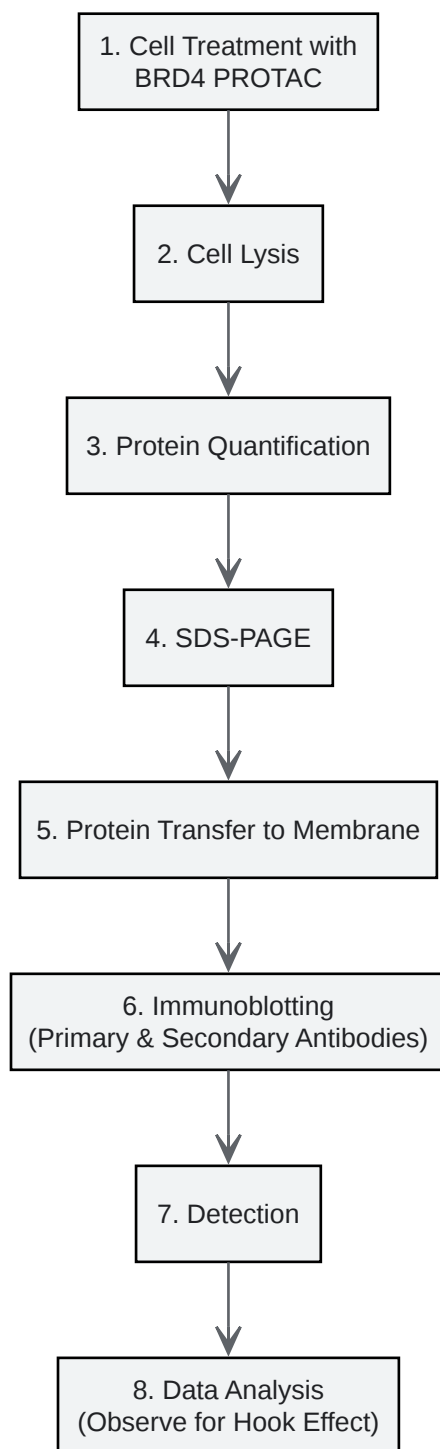 1. Cell Treatment with
BRD4 PROTAC
2. Cell Lysis
3. Protein Quantification
4. SDS-PAGE
5. Protein Transfer to Membrane
6. Immunoblotting
(Primary & Secondary Antibodies)
7. Detection
8. Data Analysis
(Observe for Hook Effect)